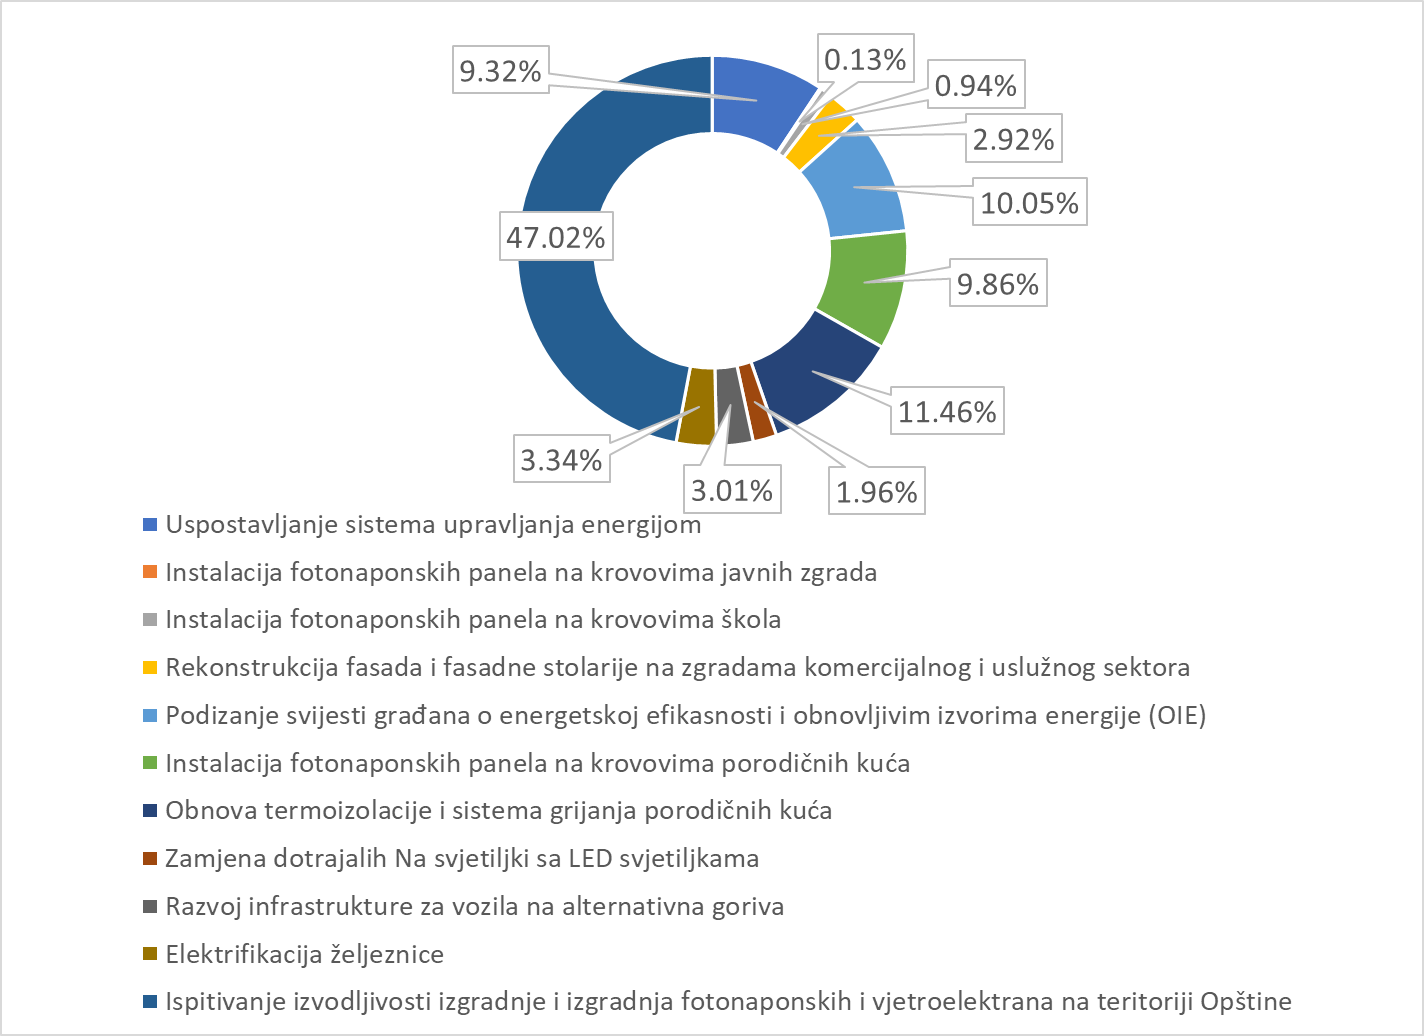 9.32%
0.13%
0.94%
2.92%
10.05%
47.02%
9.86%
11.46%
3.34%
3.01%
1.96%
Uspostavljanje sistema upravljanja energijom
Instalacija fotonaponskih panela na krovovima javnih zgrada
Instalacija fotonaponskih panela na krovovima škola
Rekonstrukcija fasada i fasadne stolarije na zgradama komercijalnog i uslužnog sektora
Podizanje svijesti građana o energetskoj efikasnosti i obnovljivim izvorima energije (OIE)
Instalacija fotonaponskih panela na krovovima porodičnih kuća
Obnova termoizolacije i sistema grijanja porodičnih kuća
Zamjena dotrajalih Na svjetiljki sa LED svjetiljkama
Razvoj infrastrukture za vozila na alternativna goriva
Elektrifikacija željeznice
Ispitivanje izvodljivosti izgradnje i izgradnja fotonaponskih i vjetroelektrana na teritoriji Opštine